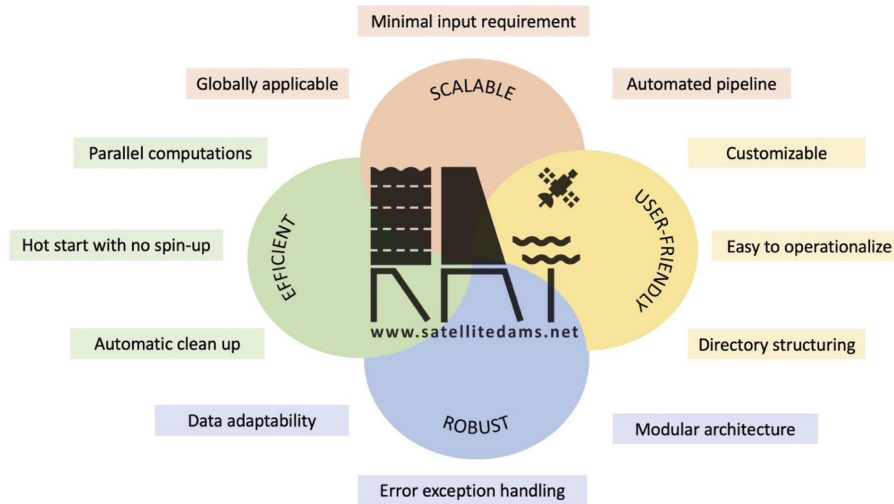 Minimal input requirement
Globally applicable
SCALABLE
Automated pipeline
Parallel computations
Customizable
Hot start with no spin-up
EFFICIENT
USER-FRIENDLY
Easy to operationalize
RAT
www.satellitedams.net
Automatic clean up
Directory structuring
Data adaptability
ROBUST
Modular architecture
Error exception handling